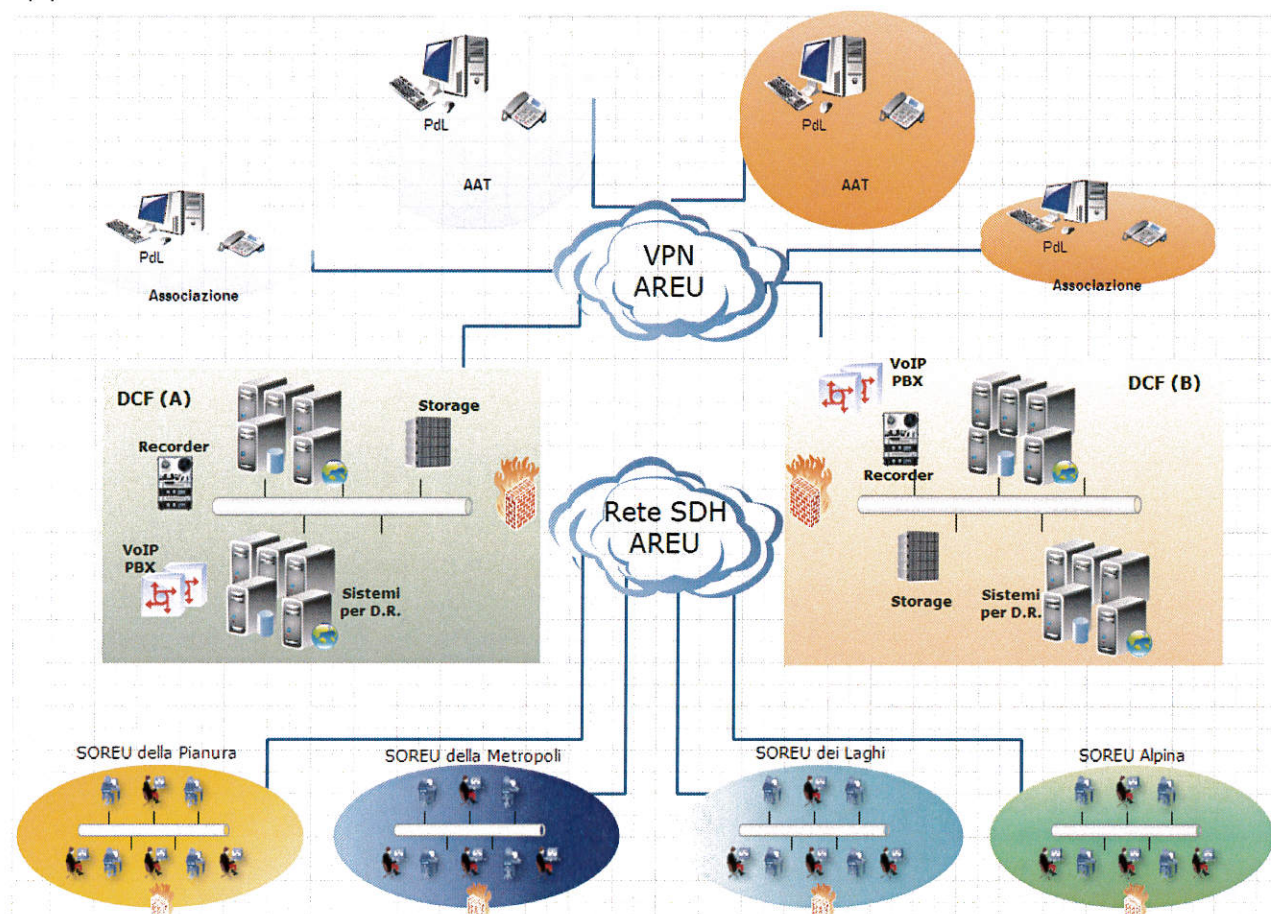 PdL
AAT
PdL
AAT
PdL
Associazione
PdL
Associazione
VPN
AREU
DCF (A)
Storage
Recorder
VoIP
PBX
Sistemi
per D.R.
VoIP
PBX
DCF (B)
Recorder
Storage
Sistemi
per D.R.
Rete SDH
AREU
SOREU della Pianura
SOREU della Metropoli
SOREU dei Laghi
SOREU Alpina